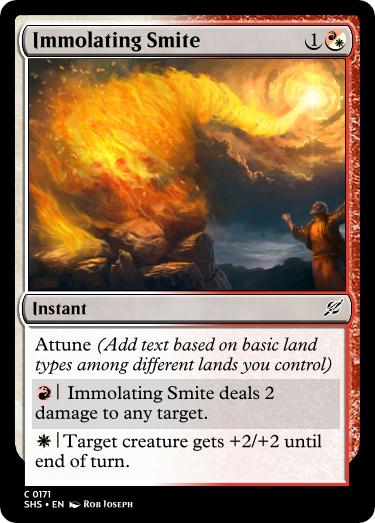 Immolating Smite 1
Instant
Attune (Add text based on basic land
types among different lands you control)
| Immolating Smite deals 2
damage to any target.
| Target creature gets +2/+2 until
end of turn.
C 0171
SHS • EN Rob Joseph